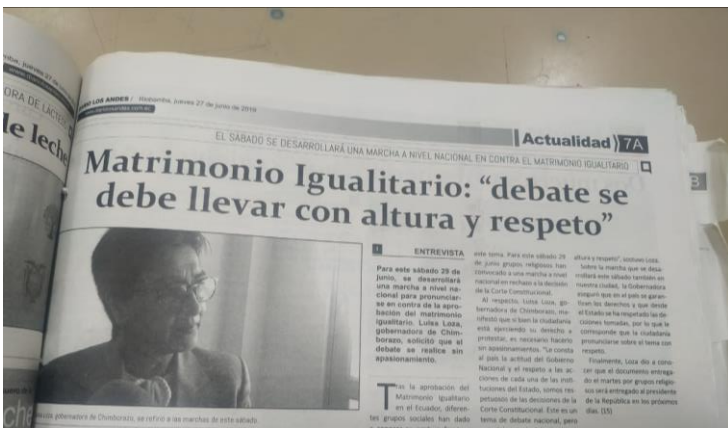 Riobamba, jueves 27 de junio de 2019
LOS ANDES
ORA DE LÁCTEO
de leche
Actualidad 7A
EL SÁBADO SE DESARROLLARÁ UNA MARCHA A NIVEL NACIONAL EN CONTRA EL MATRIMONIO IGUALITARIO
Matrimonio Igualitario: “debate se
debe llevar con altura y respeto”
ENTREVISTA
Para este sábado 29 de
junio, se desarrollará
una marcha a nivel na-
cional para pronunciar-
se en contra de la apro-
bación del matrimonio
igualitario. Luisa Loza,
gobernadora de Chim-
borazo, solicitó que el
debate se realice sin
apasionamiento.
Tras la aprobación del
Matrimonio Igualitario
en el Ecuador, diferen-
tes grupos sociales han dado
este tema. Para este sábado 29
de junio grupos religiosos han
convocado a una marcha a nivel
nacional en rechazo a la decisión
de la Corte Constitucional.
Al respecto, Luisa Loza, go-
bernadora de Chimborazo, ma-
nifestó que si bien la ciudadanía
está ejerciendo su derecho a
protestar, es necesario hacerlo
sin apasionamientos. “Le consta
al país la actitud del Gobierno
Nacional y el respeto a las ac-
ciones de cada una de las insti-
tuciones del Estado, somos res-
petuosos de las decisiones de la
Corte Constitucional. Este es un
tema de debate nacional, pero
altura y respeto”, sostuvo Loza.
Sobre la marcha que se desa-
rrollará este sábado también en
nuestra ciudad, la Gobernadora
aseguró que en el país se garan-
tizan los derechos y que desde
el Estado se ha respetado las de-
cisiones tomadas, por lo que le
corresponde que la ciudadanía
pronunciarse sobre el tema con
respeto.
Finalmente, Loza dio a cono-
cer que el documento entrega-
do el martes por grupos religio-
sos será entregado al presidente
de la República en los próximos
días. (15)
gobernadora de Chimborazo, se refirió a las marchas de este sábado.